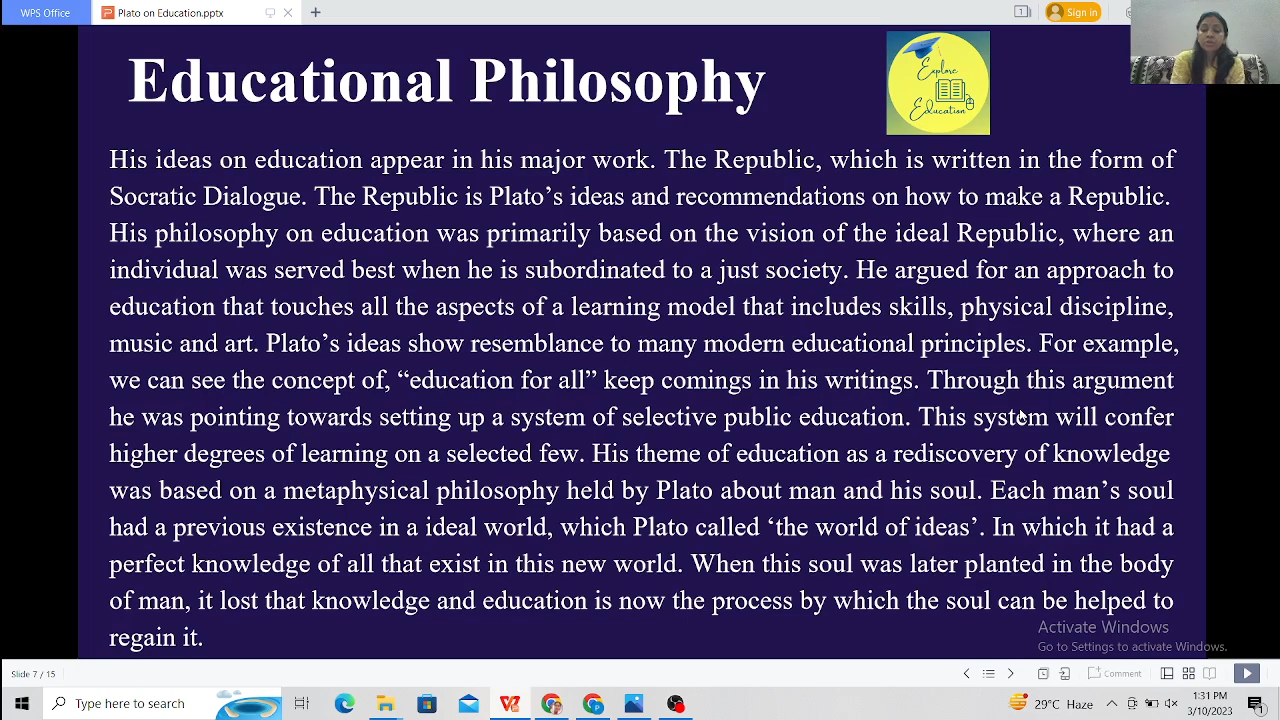 WPS Office
Plato on Education.pptx
Sign in
Educational Philosophy
Explore
Education
His ideas on education appear in his major work. The Republic, which is written in the form of
Socratic Dialogue. The Republic is Plato's ideas and recommendations on how to make a Republic.
His philosophy on education was primarily based on the vision of the ideal Republic, where an
individual was served best when he is subordinated to a just society. He argued for an approach to
education that touches all the aspects of a learning model that includes skills, physical discipline,
music and art. Plato's ideas show resemblance to many modern educational principles. For example,
we can see the concept of, “education for all” keep comings in his writings. Through this argument
he was pointing towards setting up a system of selective public education. This system will confer
higher degrees of learning on a selected few. His theme of education as a rediscovery of knowledge
was based on a metaphysical philosophy held by Plato about man and his soul. Each man's soul
had a previous existence in a ideal world, which Plato called ‘the world of ideas’. In which it had a
perfect knowledge of all that exist in this new world. When this soul was later planted in the body
of man, it lost that knowledge and education is now the process by which the soul can be helped to
regain it.
Activate Windows
Go to Settings to activate Windows.
Slide 7 / 15
Comment
Type here to search
29°C Haze
1:31 PM
3/10/2023